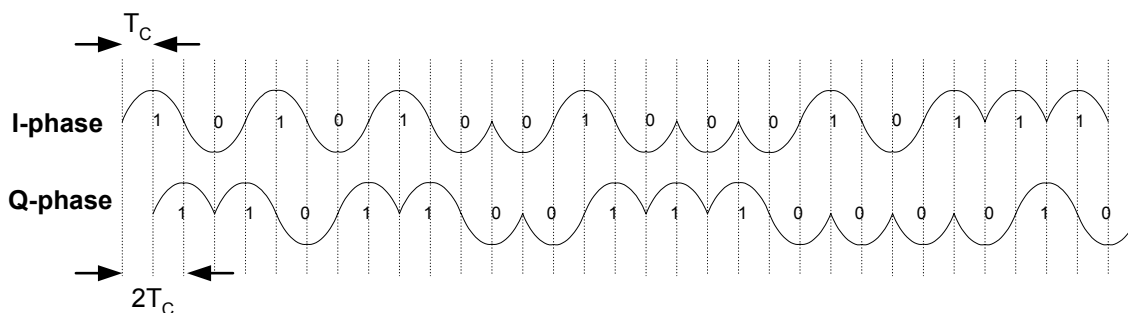 T_C
I-phase 1 0 1 0 1 0 0 1 0 0 0 1 0 1 1 1
Q-phase 1 1 0 1 1 0 0 1 1 1 0 0 0 0 1 0
2T_C